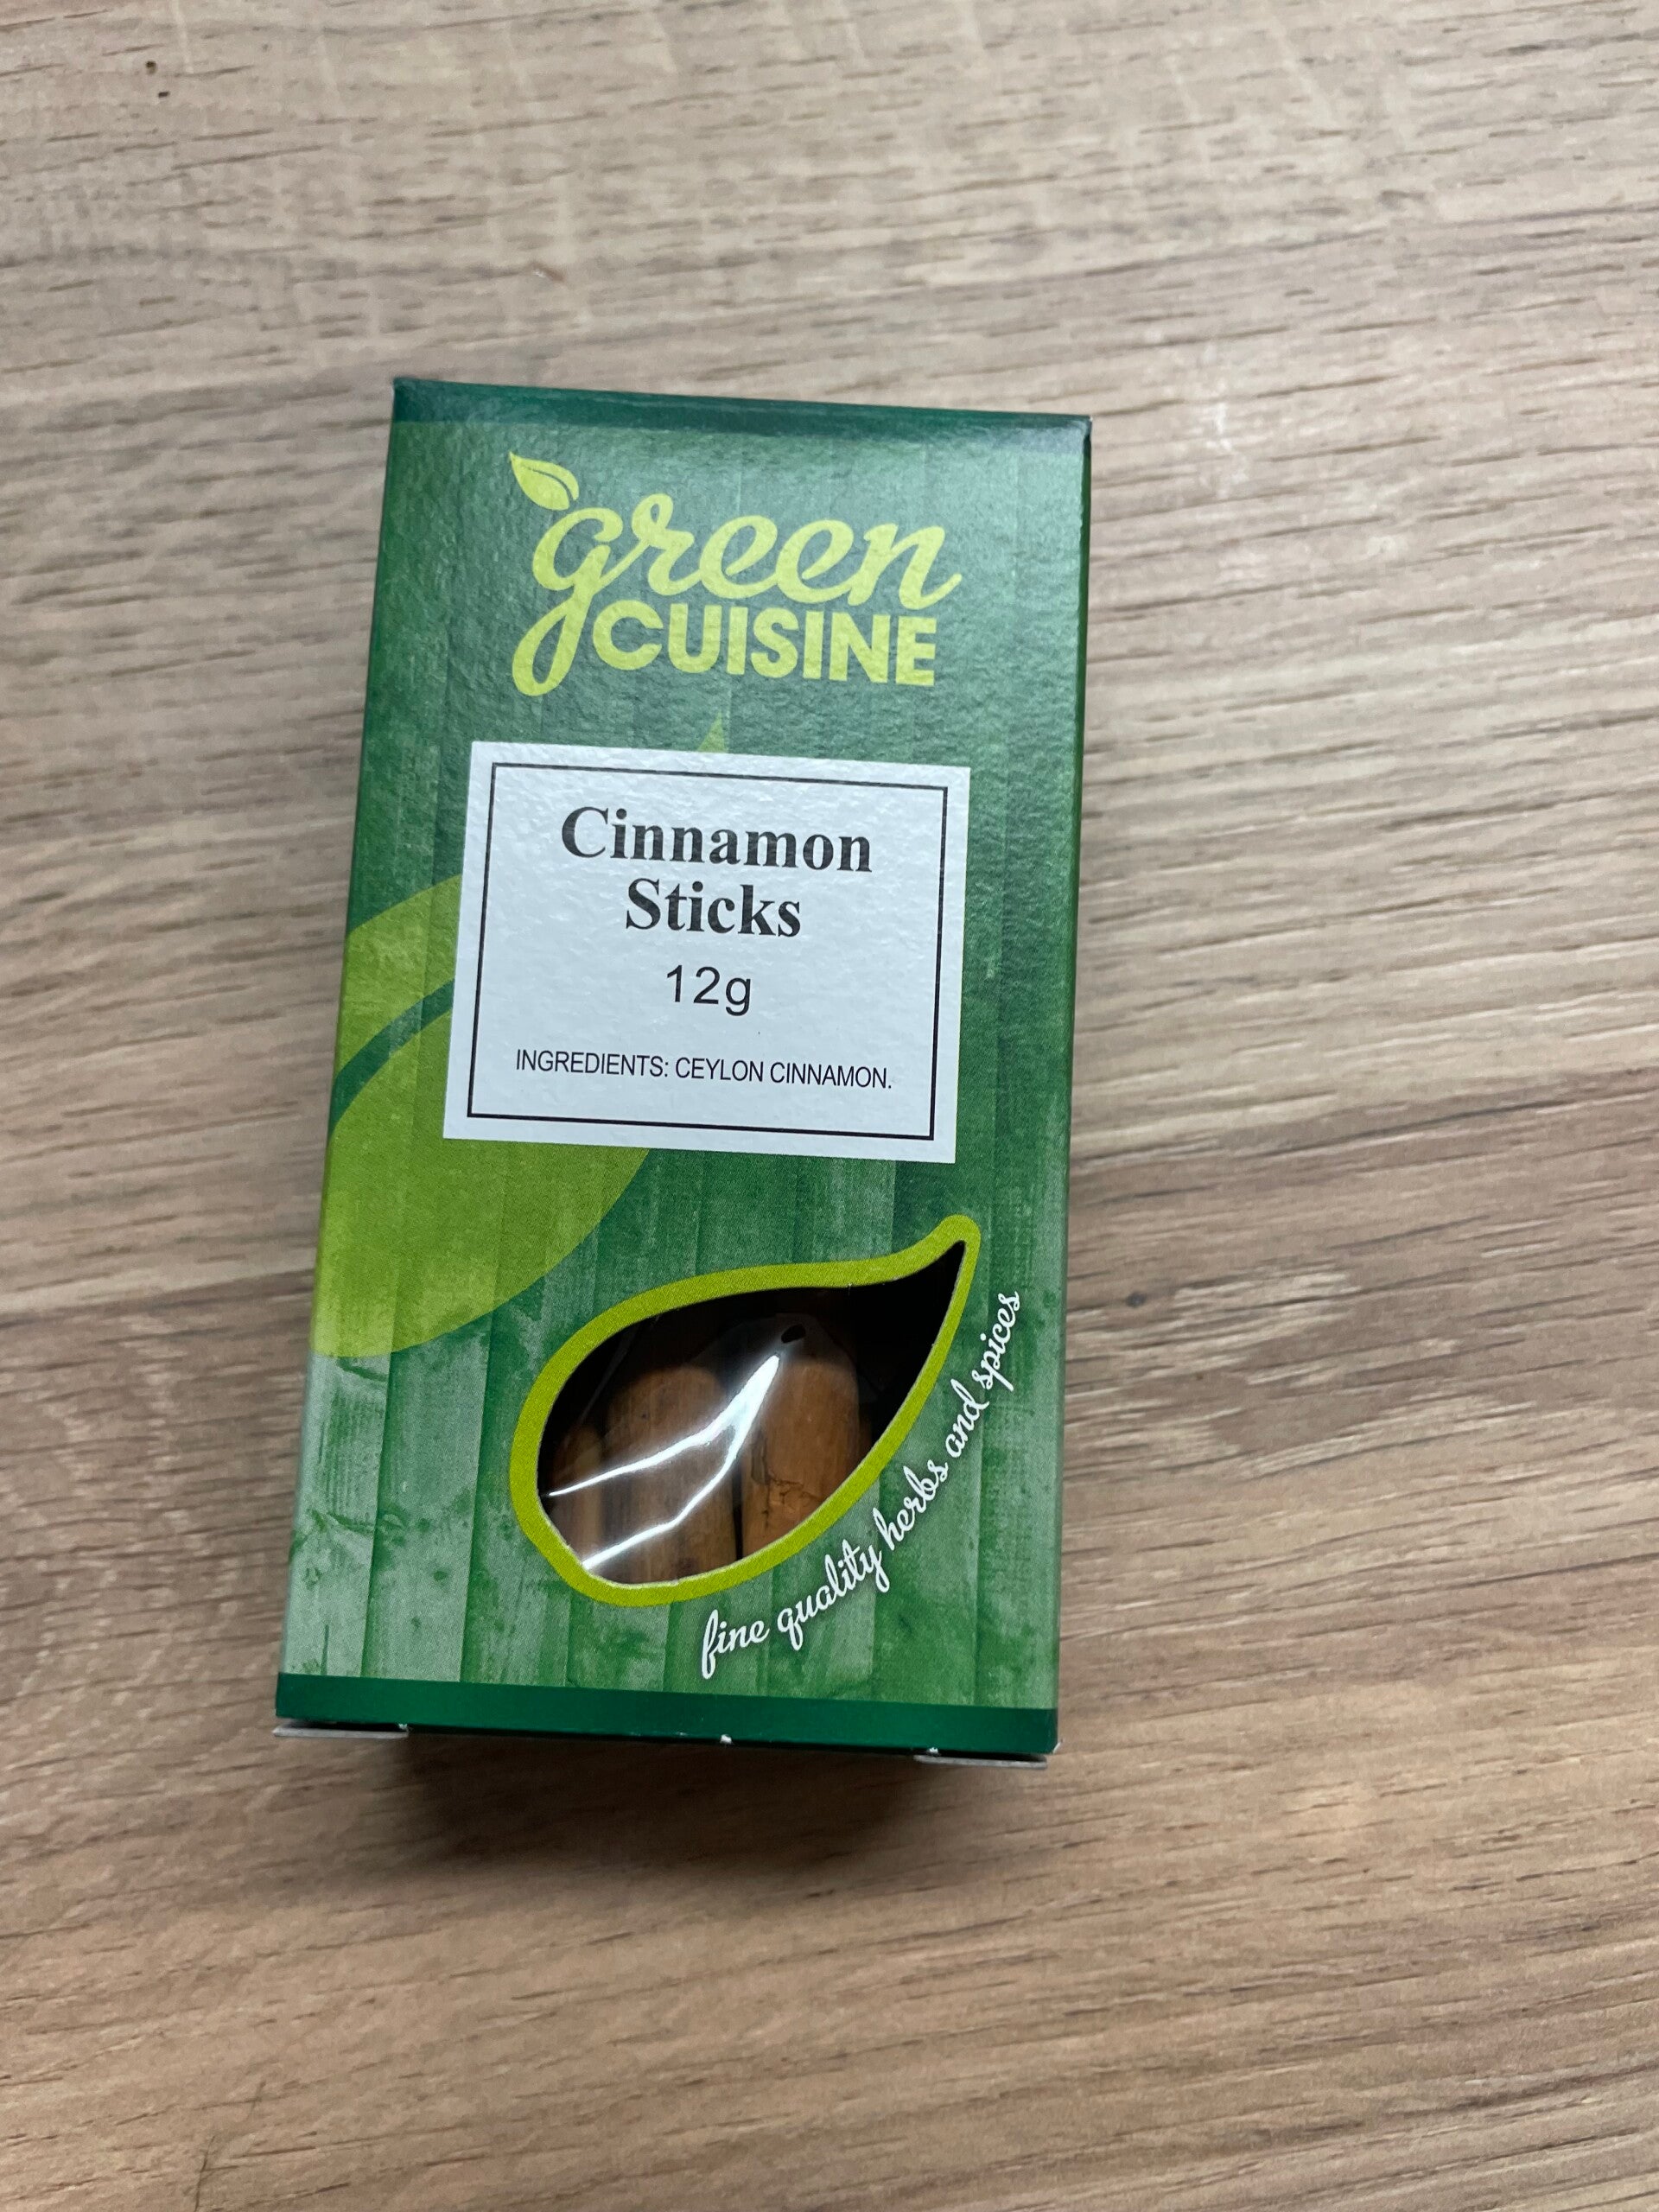 green
CUISINE
Cinnamon
Sticks
12g
INGREDIENTS: CEYLON CINNAMON.
fine quality herbs and spices